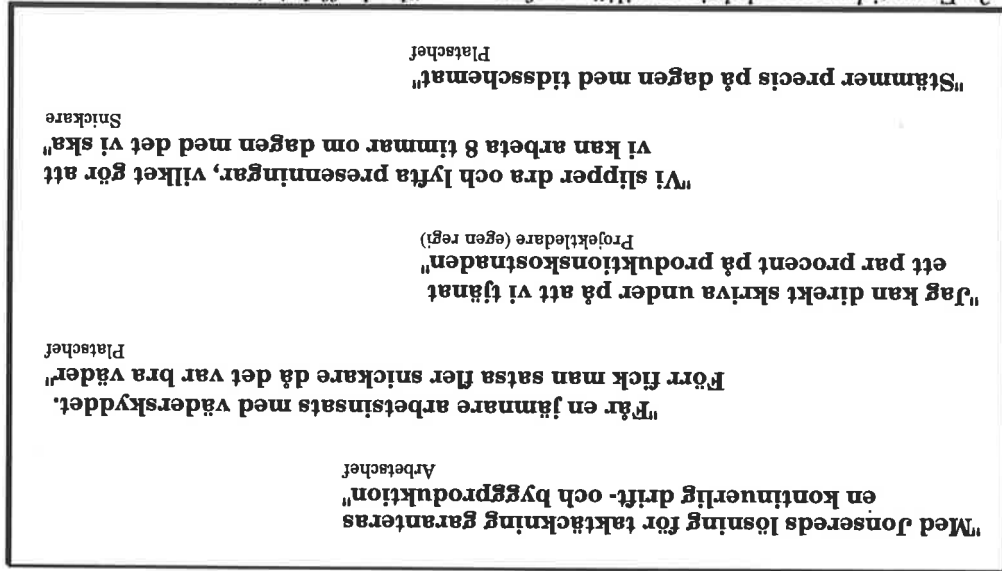 "Med Jonsereds lösning för taktäckning garanteras
en kontinuerlig drift- och byggproduktion"
Arbetschef
"Får en jämnare arbetsinsats med väderskyddet.
Förr fick man satsa fler snickare då det var bra väder"
Platschef
"Jag kan direkt skriva under på att vi tjänat
ett par procent på produktionskostnaden"
Projektledare (egen regi)
"Vi slipper dra och lyfta presenningar, vilket gör att
vi kan arbeta 8 timmar om dagen med det vi ska"
Snickare
"Stämmer precis på dagen med tidsschemat"
Platschef